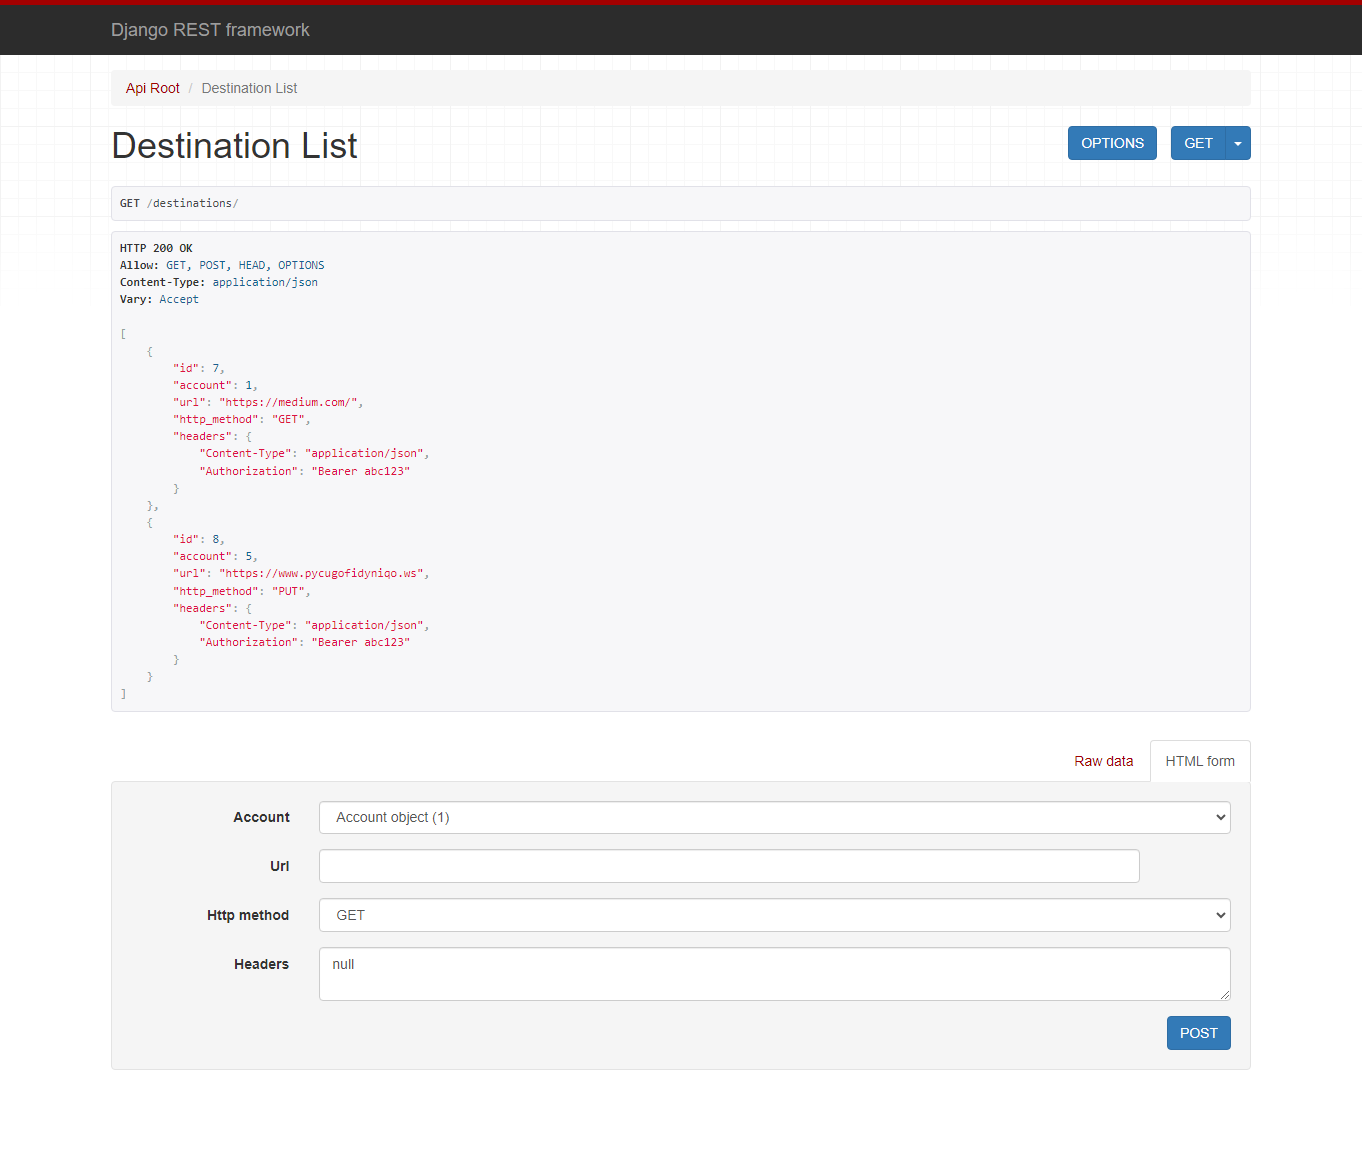 Django REST framework
Api Root / Destination List
Destination List
OPTIONS
GET
GET /destinations/
HTTP 200 OK
Allow: GET, POST, HEAD, OPTIONS
Content-Type: application/json
Vary: Accept
[
    {
        "id": 7,
        "account": 1,
        "url": "https://medium.com/",
        "http_method": "GET",
        "headers": {
            "Content-Type": "application/json",
            "Authorization": "Bearer abc123"
        }
    },
    {
        "id": 8,
        "account": 5,
        "url": "https://www.pycugofidyniqo.ws",
        "http_method": "PUT",
        "headers": {
            "Content-Type": "application/json",
            "Authorization": "Bearer abc123"
        }
    }
]
Raw data
HTML form
Account
Account object (1)
Url
Http method
GET
Headers
null
POST